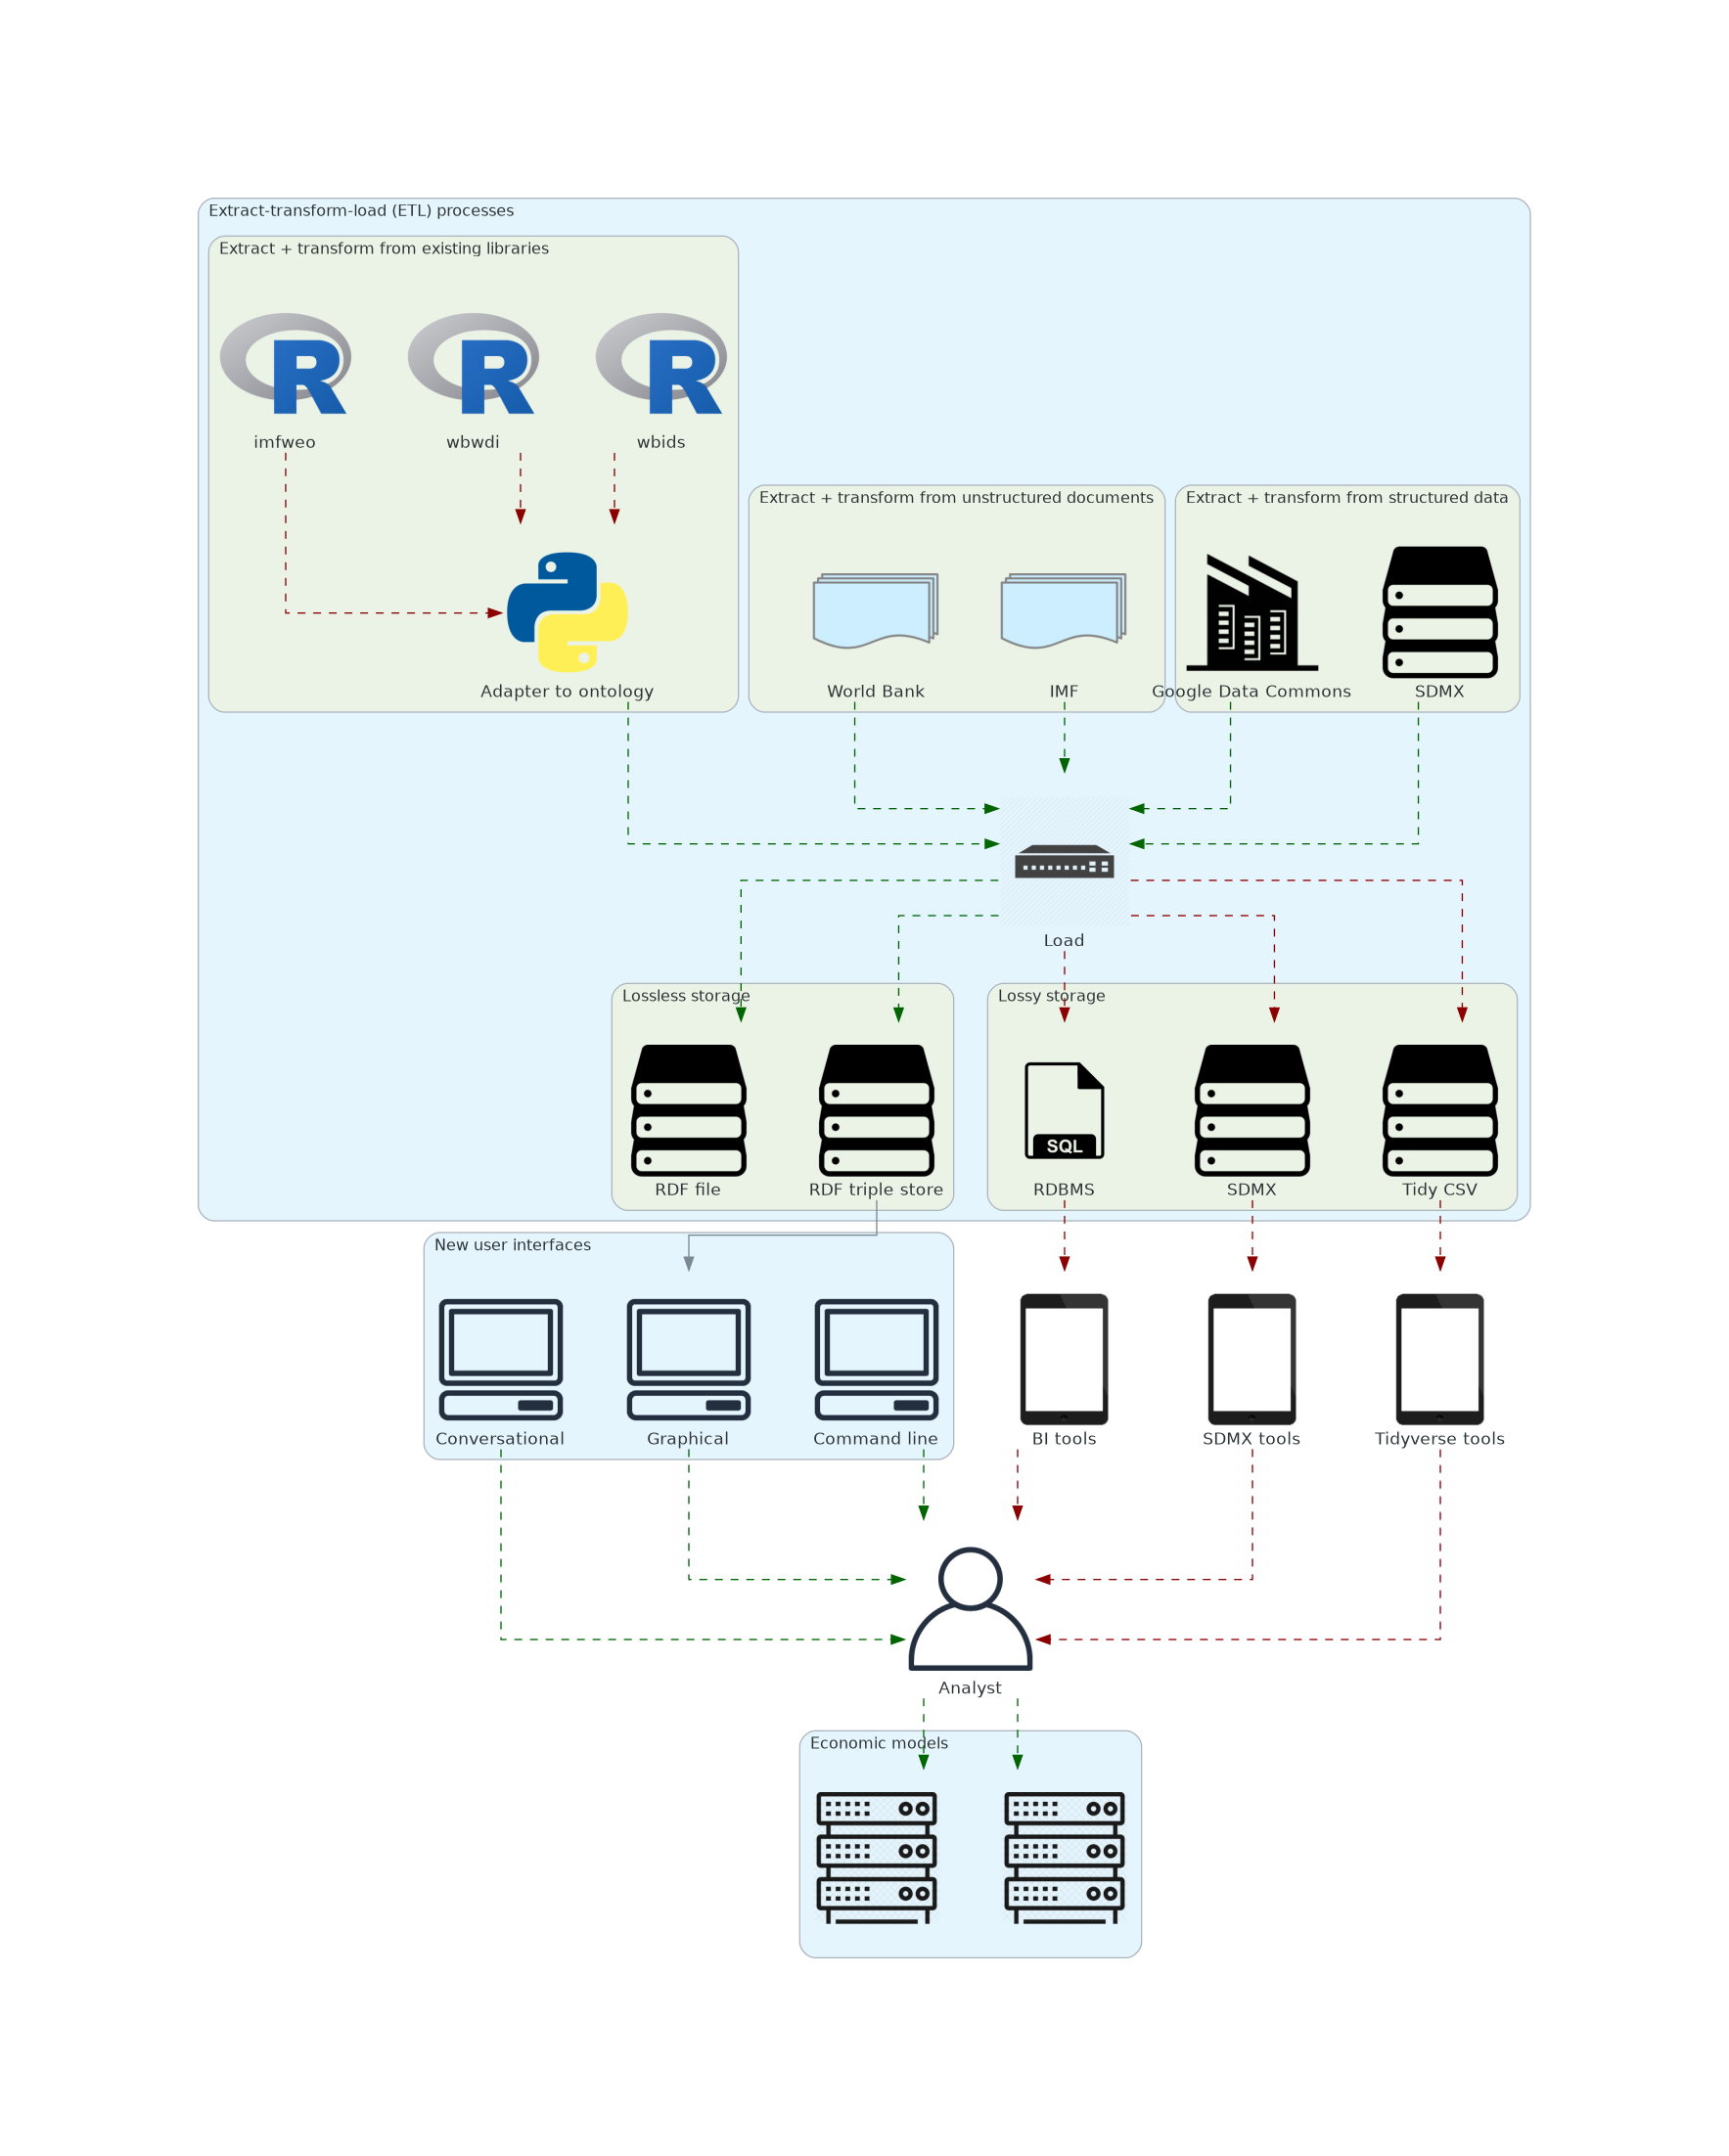 Extract-transform-load (ETL) processes
Extract + transform from existing libraries
R
R
R
imfweo
wbwdi
wbids
Extract + transform from unstructured documents
Extract + transform from structured data
Adapter to ontology
World Bank
IMF
Google Data Commons
SDMX
Load
Lossless storage
Lossy storage
SQL
RDF file
RDF triple store
RDBMS
SDMX
Tidy CSV
New user interfaces
Conversational
Graphical
Command line
BI tools
SDMX tools
Tidyverse tools
Analyst
Economic models